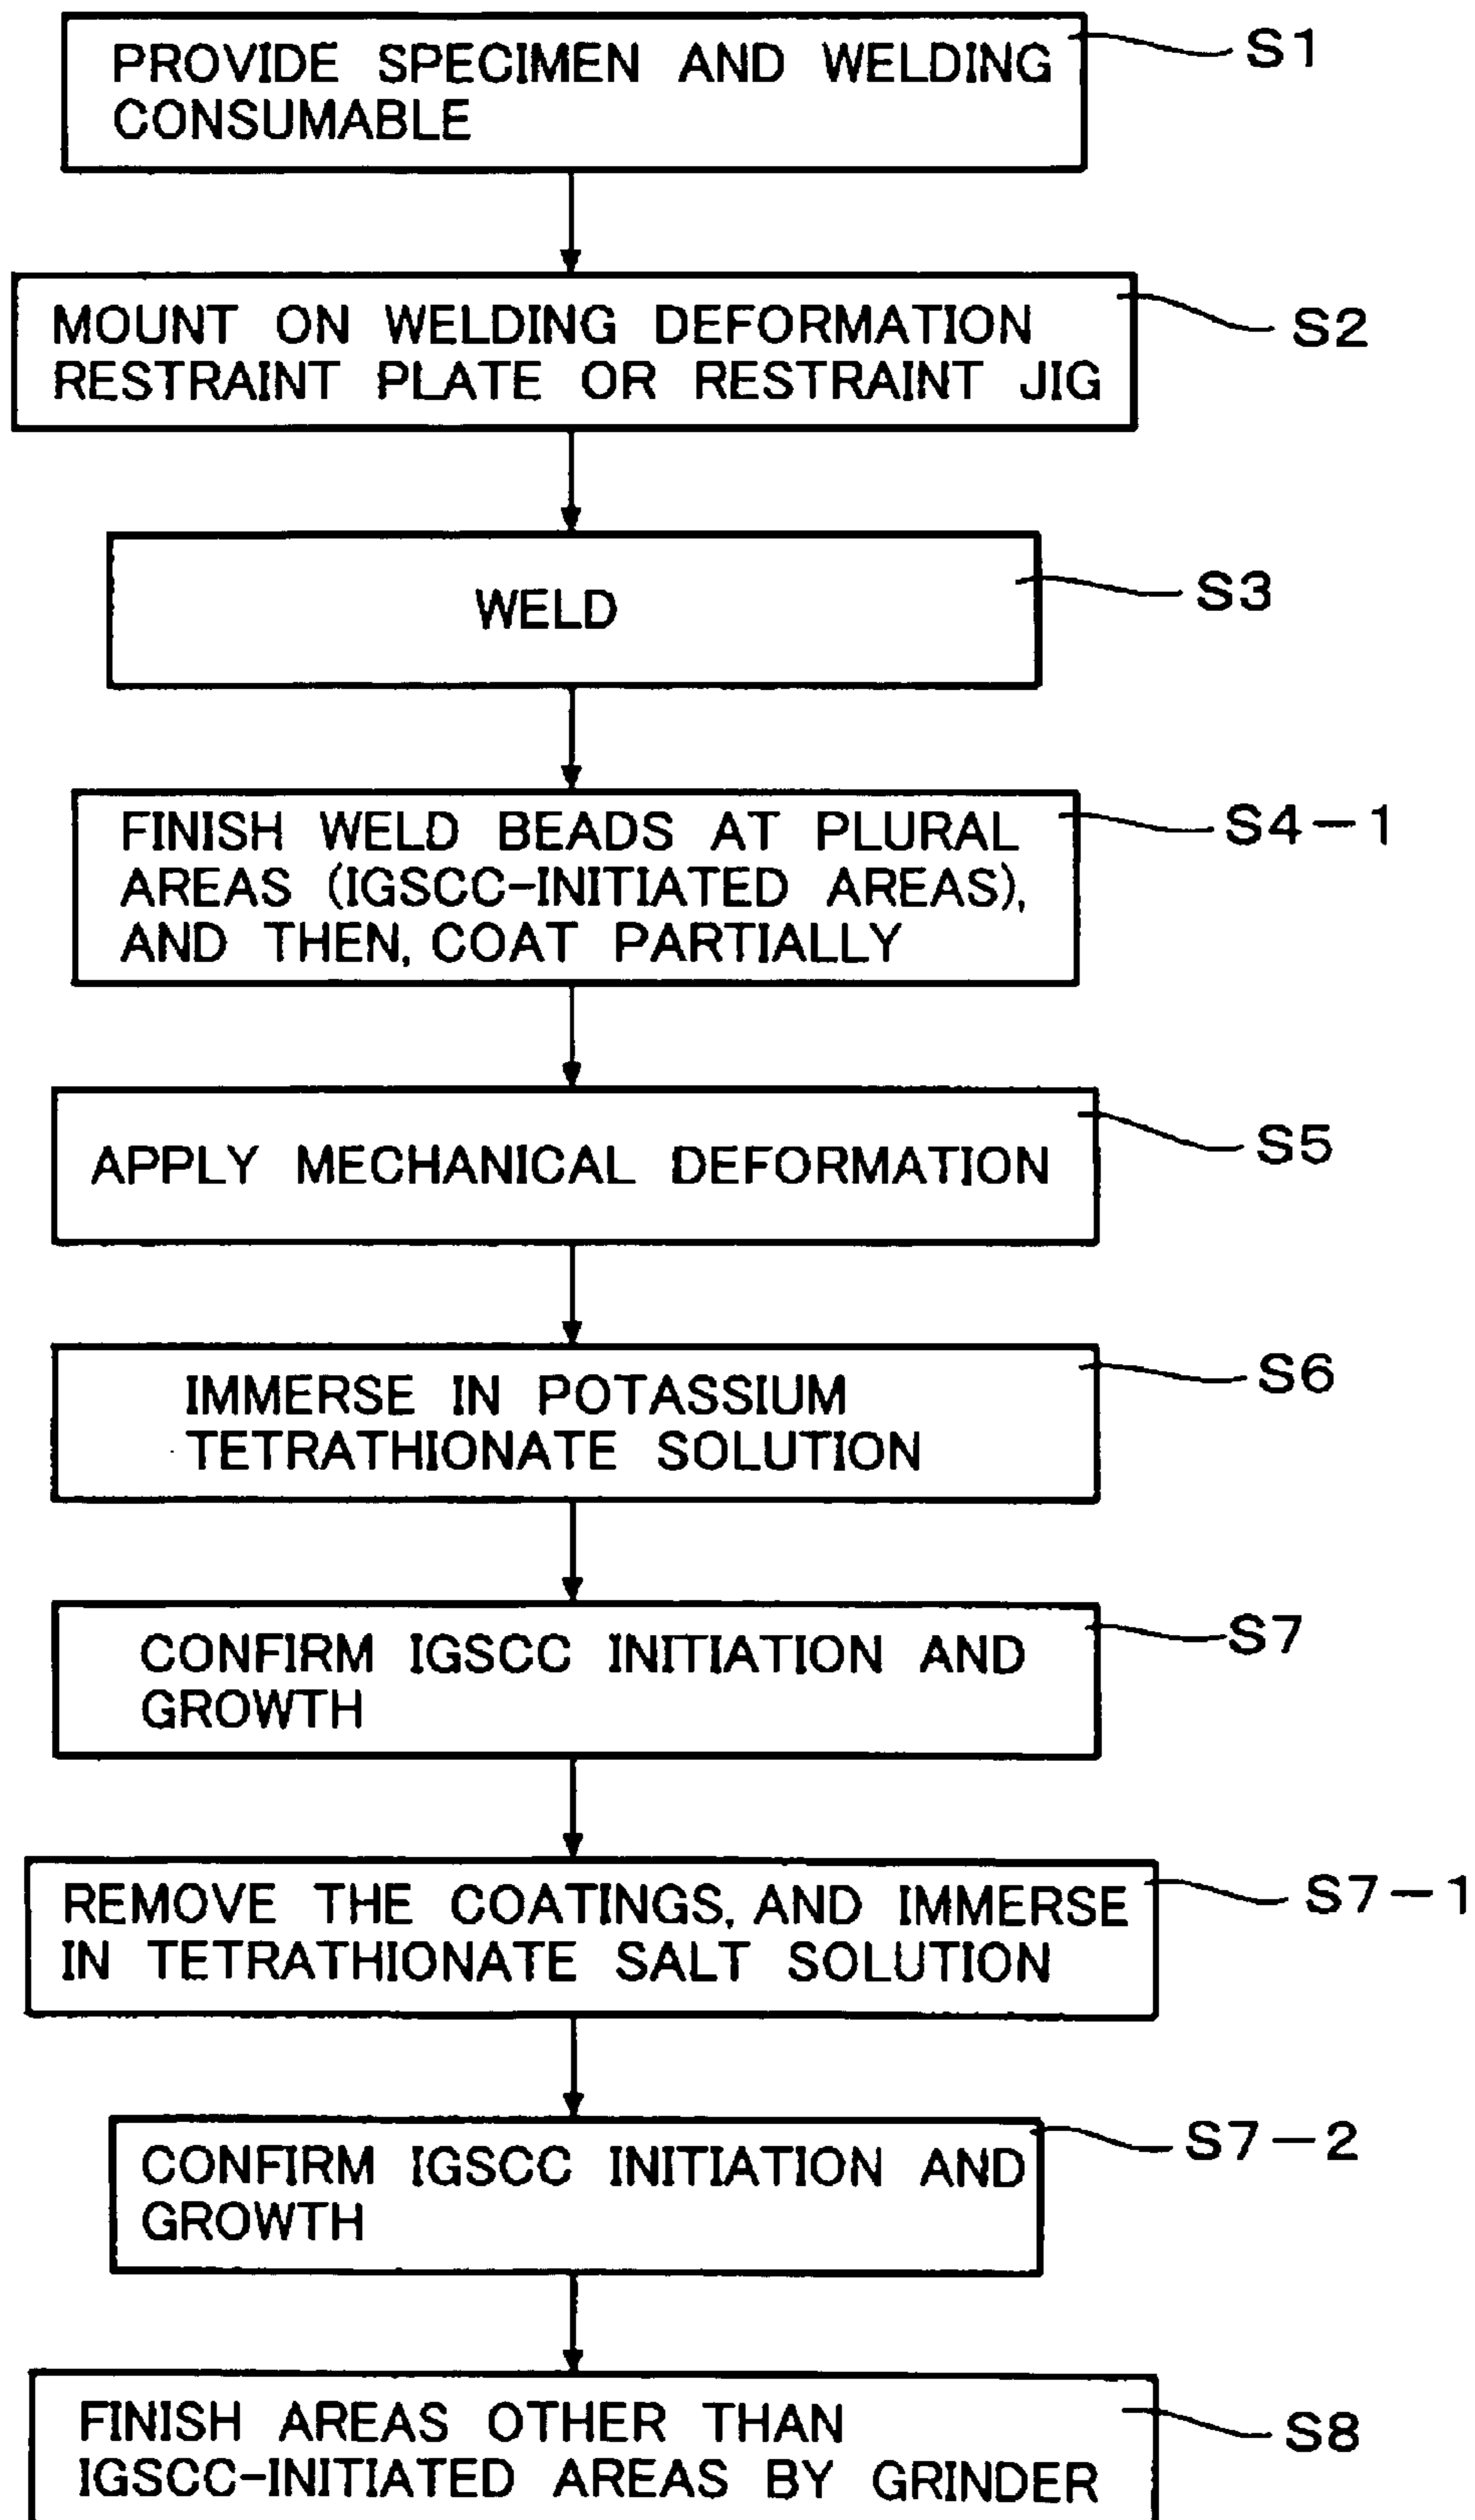 PROVIDE SPECIMEN AND WELDING
CONSUMABLE
S1
MOUNT ON WELDING DEFORMATION
RESTRAINT PLATE OR RESTRAINT JIG
S2
WELD
S3
FINISH WELD BEADS AT PLURAL
AREAS (IGSCC-INITIATED AREAS),
AND THEN, COAT PARTIALLY
S4-1
APPLY MECHANICAL DEFORMATION
S5
IMMERSE IN POTASSIUM
TETRATHIONATE SOLUTION
S6
CONFIRM IGSCC INITIATION AND
GROWTH
S7
REMOVE THE COATINGS, AND IMMERSE
IN TETRATHIONATE SALT SOLUTION
S7-1
CONFIRM IGSCC INITIATION AND
GROWTH
S7-2
FINISH AREAS OTHER THAN
IGSCC-INITIATED AREAS BY GRINDER
S8